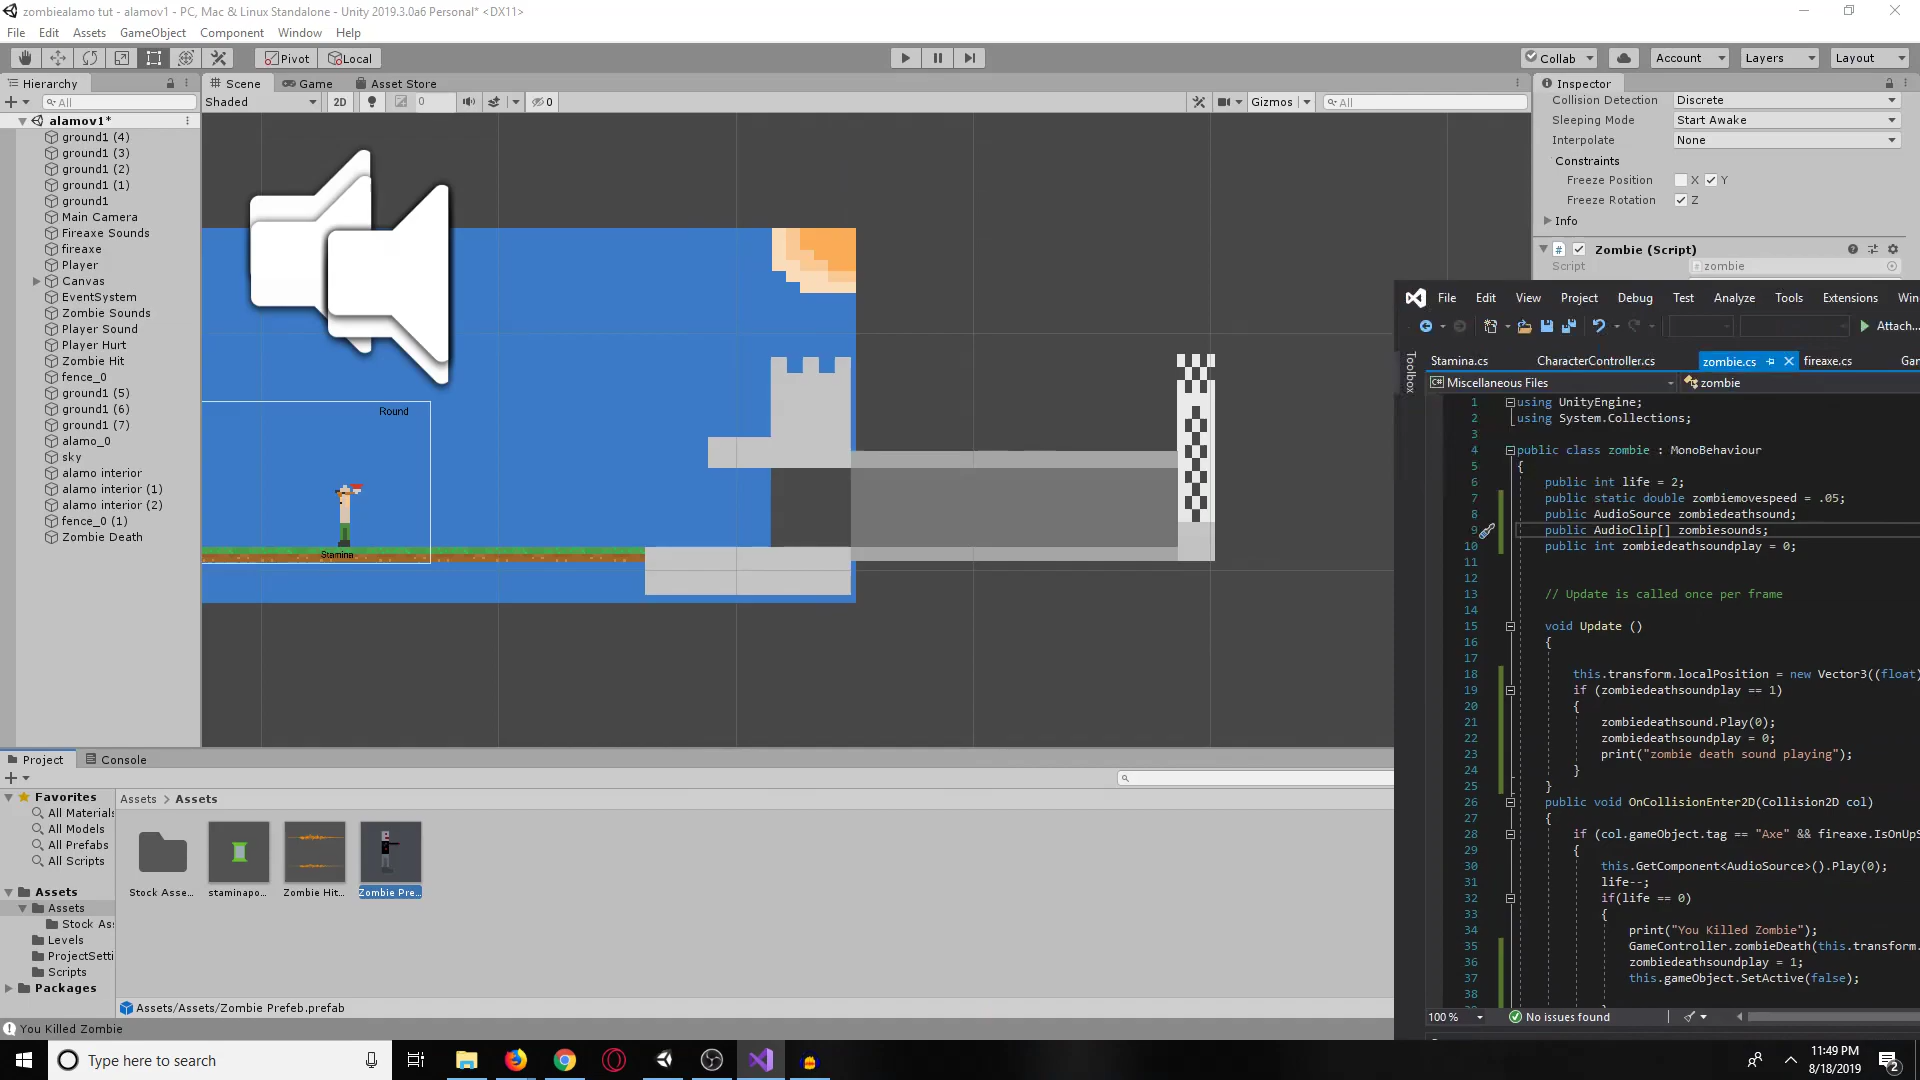 zombiealamo tut - alamov1 - PC, Mac & Linux Standalone - Unity 2019.3.0a6 Personal* <DX11>
File Edit Assets GameObject Component Window Help
Pivot Local Collab Account Layers Layout
Hierarchy
Scene Game Asset Store
Inspector
All
Shaded 2D 0 0 Gizmos All
alamov1*
ground1 (4)
ground1 (3)
ground1 (2)
ground1 (1)
ground1
Main Camera
Fireaxe Sounds
fireaxe
Player
Canvas
EventSystem
Zombie Sounds
Player Sound
Player Hurt
Zombie Hit
fence_0
ground1 (5)
ground1 (6)
ground1 (7)
alamo_0
sky
alamo interior
alamo interior (1)
alamo interior (2)
fence_0 (1)
Zombie Death
Round
Stamina
Collision Detection Discrete
Sleeping Mode Start Awake
Interpolate None
Constraints
Freeze Position X Y
Freeze Rotation Z
Info
# Zombie (Script)
Script zombie
File Edit View Project Debug Test Analyze Tools Extensions
Attach...
Toolbox
Stamina.cs CharacterController.cs zombie.cs fireaxe.cs
Miscellaneous Files zombie
1 using UnityEngine;
2 using System.Collections;
3
4 public class zombie : MonoBehaviour
5 {
6 public int life = 2;
7 public static double zombiemovespeed = .05;
8 public AudioSource zombiedeathsound;
9 public AudioClip[] zombiesounds;
10 public int zombiedeathsoundplay = 0;
11
12
13 // Update is called once per frame
14
15 void Update ()
16 {
17
18 this.transform.localPosition = new Vector3((float)
19 if (zombiedeathsoundplay == 1)
20 {
21 zombiedeathsound.Play(0);
22 zombiedeathsoundplay = 0;
23 print("zombie death sound playing");
24 }
25 }
26 public void OnCollisionEnter2D(Collision2D col)
27 {
28 if (col.gameObject.tag == "Axe" && fireaxe.IsOnUpS
29 {
30 this.GetComponent<AudioSource>().Play(0);
31 life--;
32 if(life == 0)
33 {
34 print("You Killed Zombie");
35 GameController.zombieDeath(this.transform.
36 zombiedeathsoundplay = 1;
37 this.gameObject.SetActive(false);
38
100 % No issues found
Project Console
Favorites
All Materials
All Models
All Prefabs
All Scripts
Assets
Assets
Stock As
Levels
ProjectSetti
Scripts
Packages
Assets > Assets
Stock Asse... staminapo... Zombie Hit... Zombie Pre...
Assets/Assets/Zombie Prefeb.prefab
You Killed Zombie
Type here to search
11:49 PM
8/18/2019
2